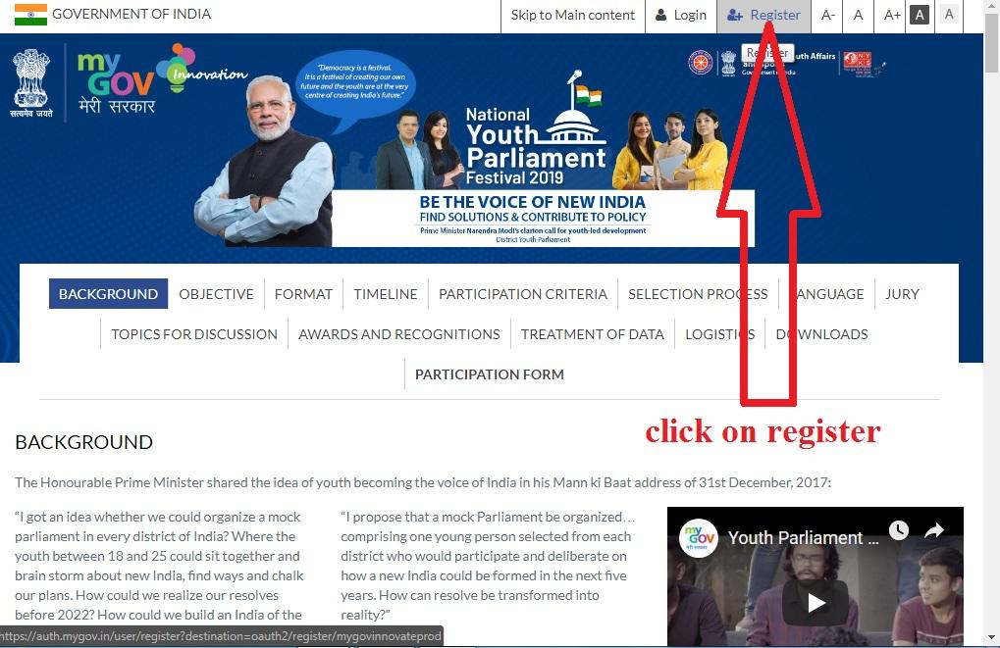 GOVERNMENT OF INDIA
Skip to Main content
Login
Register
A-
A
A+
A
A
Register
सत्यमेव जयते
my
GOV
मेरी सरकार
Innovation
"Democracy is a festival.
It is a festival of creating our own
future and the youth are at the very
centre of creating India's future."
National
Youth
Parliament
Festival 2019
uth Affairs
Government
India
BE THE VOICE OF NEW INDIA
FIND SOLUTIONS & CONTRIBUTE TO POLICY
Prime Minister Narendra Modi's clarion call for youth-led development
District Youth Parliament
BACKGROUND
OBJECTIVE
FORMAT
TIMELINE
PARTICIPATION CRITERIA
SELECTION PROCESS
ANGUAGE
JURY
TOPICS FOR DISCUSSION
AWARDS AND RECOGNITIONS
TREATMENT OF DATA
LOGISTICS
DOWNLOADS
PARTICIPATION FORM
click on register
BACKGROUND
The Honourable Prime Minister shared the idea of youth becoming the voice of India in his Mann ki Baat address of 31st December, 2017:
“I got an idea whether we could organize a mock
parliament in every district of India? Where the
youth between 18 and 25 could sit together and
brain storm about new India, find ways and chalk
our plans. How could we realize our resolves
before 2022? How could we build an India of the
“I propose that a mock Parliament be organized…
comprising one young person selected from each
district who would participate and deliberate on
how a new India could be formed in the next five
years. How can resolve be transformed into
reality?”
my
GOV
मेरी सरकार
Youth Parliament ...
https://auth.mygov.in/user/register?destination=oauth2/register/mygovinnovateprod